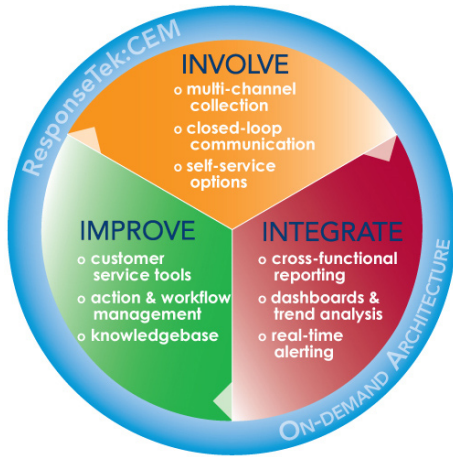 ResponseTek:CEM
INVOLVE
o multi-channel
collection
o closed-loop
communication
o self-service
options
IMPROVE
o customer
service tools
o action & workflow
management
o knowledgebase
INTEGRATE
o cross-functional
reporting
o dashboards &
trend analysis
o real-time
alerting
ON-DEMAND ARCHITECTURE